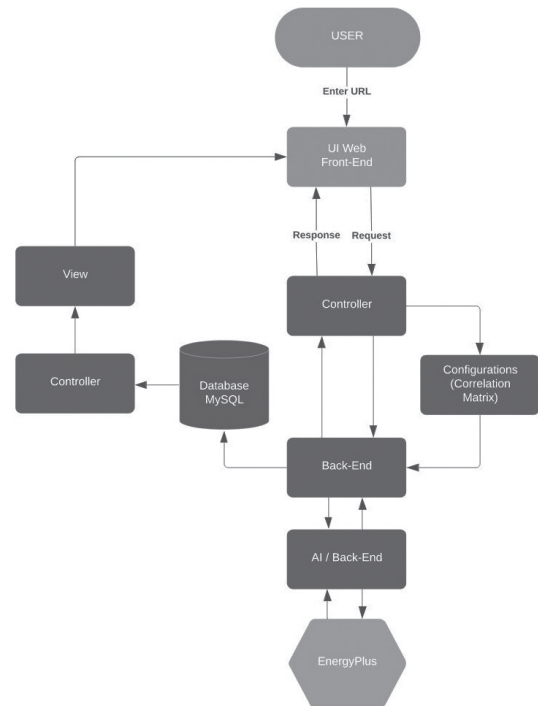 USER
Enter URL
UI Web
Front-End
Response
Request
View
Controller
Controller
Database
MySQL
Configurations
(Correlation
Matrix)
Back-End
AI / Back-End
EnergyPlus